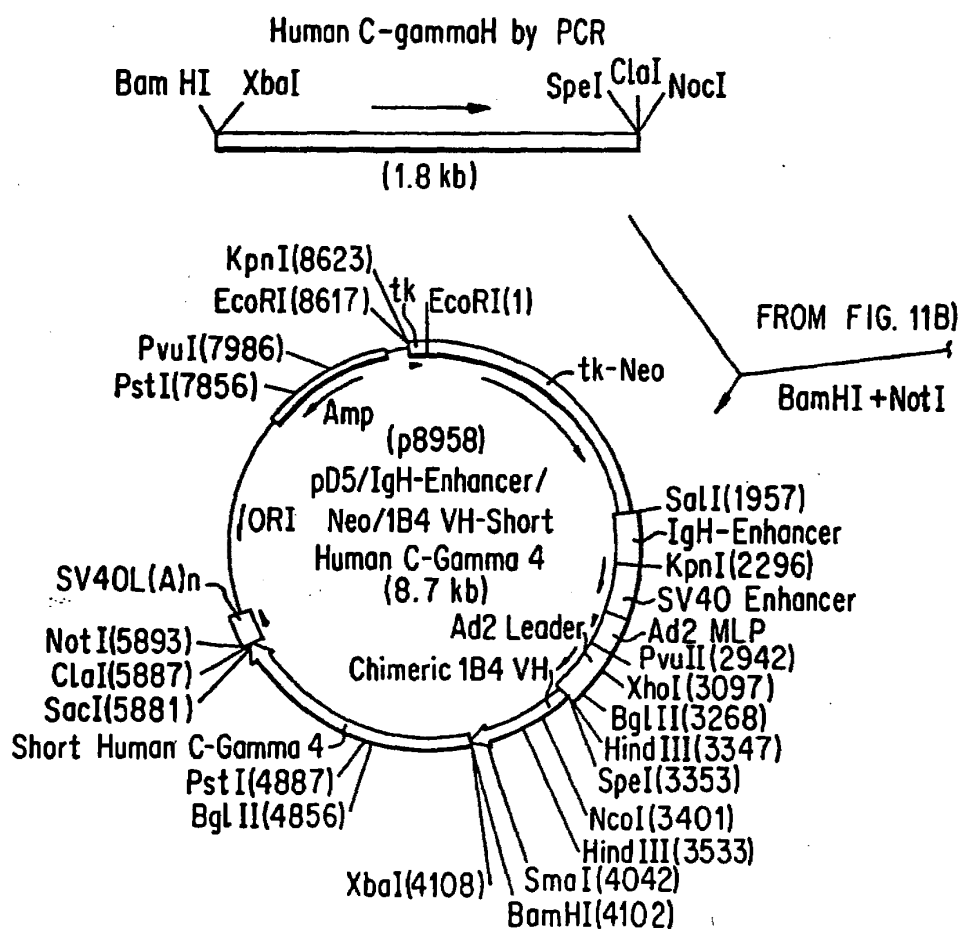 Human C-gammaH by PCR
Bam HI
XbaI
SpeI
ClaI
NocI
(1.8 kb)
KpnI(8623)
EcoRI(8617)
tk
EcoRI(1)
FROM FIG. 11B)
BamHI+NotI
PvuI(7986)
PstI(7856)
tk-Neo
Amp
(p8958)
pD5/IgH-Enhancer/
Neo/1B4 VH-Short
Human C-Gamma 4
(8.7 kb)
ORI
SalI(1957)
IgH-Enhancer
KpnI(2296)
SV40 Enhancer
Ad2 MLP
PvuII(2942)
XhoI(3097)
BglII(3268)
HindIII(3347)
SpeI(3353)
NcoI(3401)
HindIII(3533)
SmaI(4042)
BamHI(4102)
XbaI(4108)
Ad2 Leader
Chimeric 1B4 VH
SV40L(A)n
NotI(5893)
ClaI(5887)
SacI(5881)
Short Human C-Gamma 4
PstI(4887)
BglII(4856)